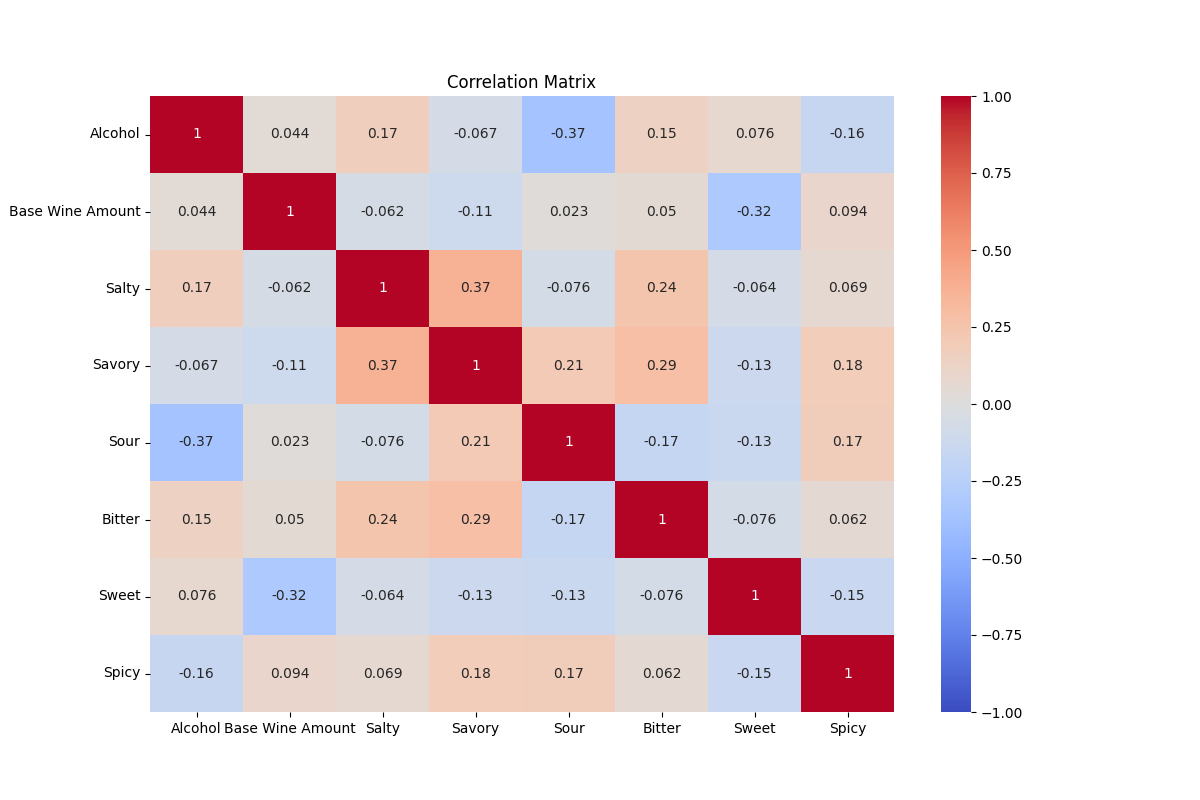 Correlation Matrix
Alcohol 1 0.044 0.17 -0.067 -0.37 0.15 0.076 -0.16
Base Wine Amount 0.044 1 -0.062 -0.11 0.023 0.05 -0.32 0.094
Salty 0.17 -0.062 1 0.37 -0.076 0.24 -0.064 0.069
Savory -0.067 -0.11 0.37 1 0.21 0.29 -0.13 0.18
Sour -0.37 0.023 -0.076 0.21 1 -0.17 -0.13 0.17
Bitter 0.15 0.05 0.24 0.29 -0.17 1 -0.076 0.062
Sweet 0.076 -0.32 -0.064 -0.13 -0.13 -0.076 1 -0.15
Spicy -0.16 0.094 0.069 0.18 0.17 0.062 -0.15 1
Alcohol Base Wine Amount Salty Savory Sour Bitter Sweet Spicy
1.00
0.75
0.50
0.25
0.00
−0.25
−0.50
−0.75
−1.00